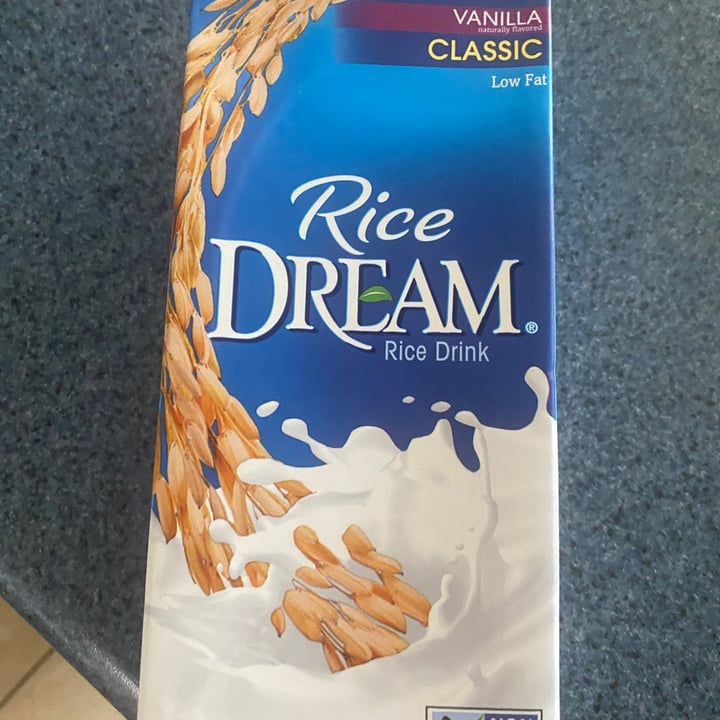 VANILLA
naturally flavored
CLASSIC
Low Fat
Rice
DREAM®
Rice Drink